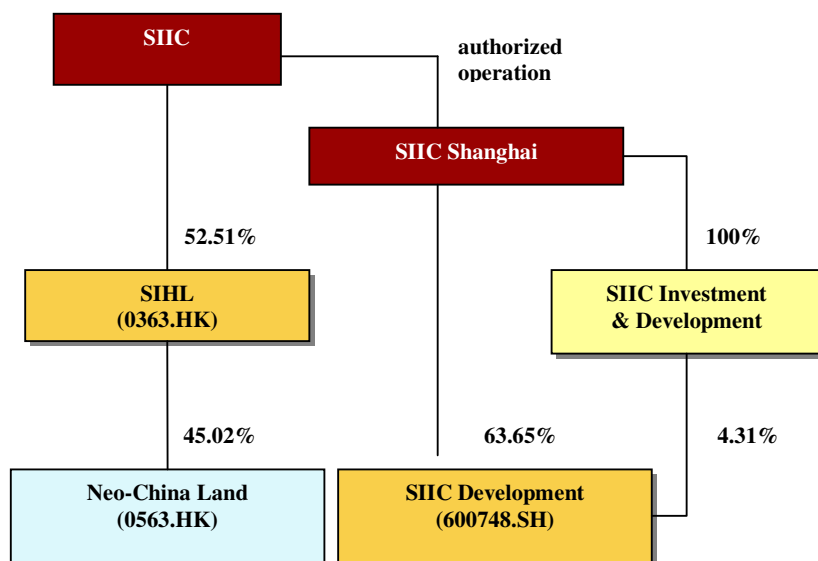 SIIC
authorized
operation
SIIC Shanghai
52.51%
100%
SIHL
(0363.HK)
SIIC Investment
& Development
45.02%
63.65%
4.31%
Neo-China Land
(0563.HK)
SIIC Development
(600748.SH)